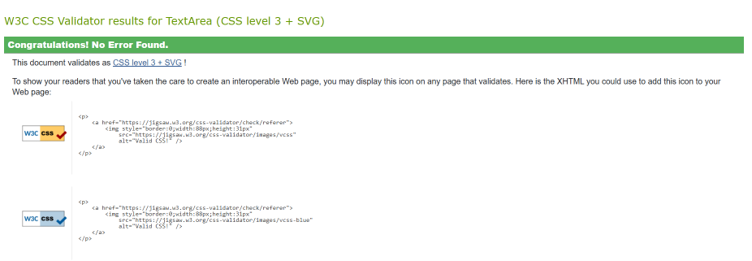 W3C CSS Validator results for TextArea (CSS level 3 + SVG)
Congratulations! No Error Found.
This document validates as CSS level 3 + SVG !
To show your readers that you've taken the care to create an interoperable Web page, you may display this icon on any page that validates. Here is the XHTML you could use to add this icon to your
Web page:
W3C css
<p>
<a href="https://jigsaw.w3.org/css-validator/check/referer">
<img style="border:0;width:88px;height:31px"
src="https://jigsaw.w3.org/css-validator/images/vcss"
alt="Valid CSS!" />
</a>
</p>
W3C css
<p>
<a href="https://jigsaw.w3.org/css-validator/check/referer">
<img style="border:0;width:88px;height:31px"
src="https://jigsaw.w3.org/css-validator/images/vcss-blue"
alt="Valid CSS!" />
</a>
</p>